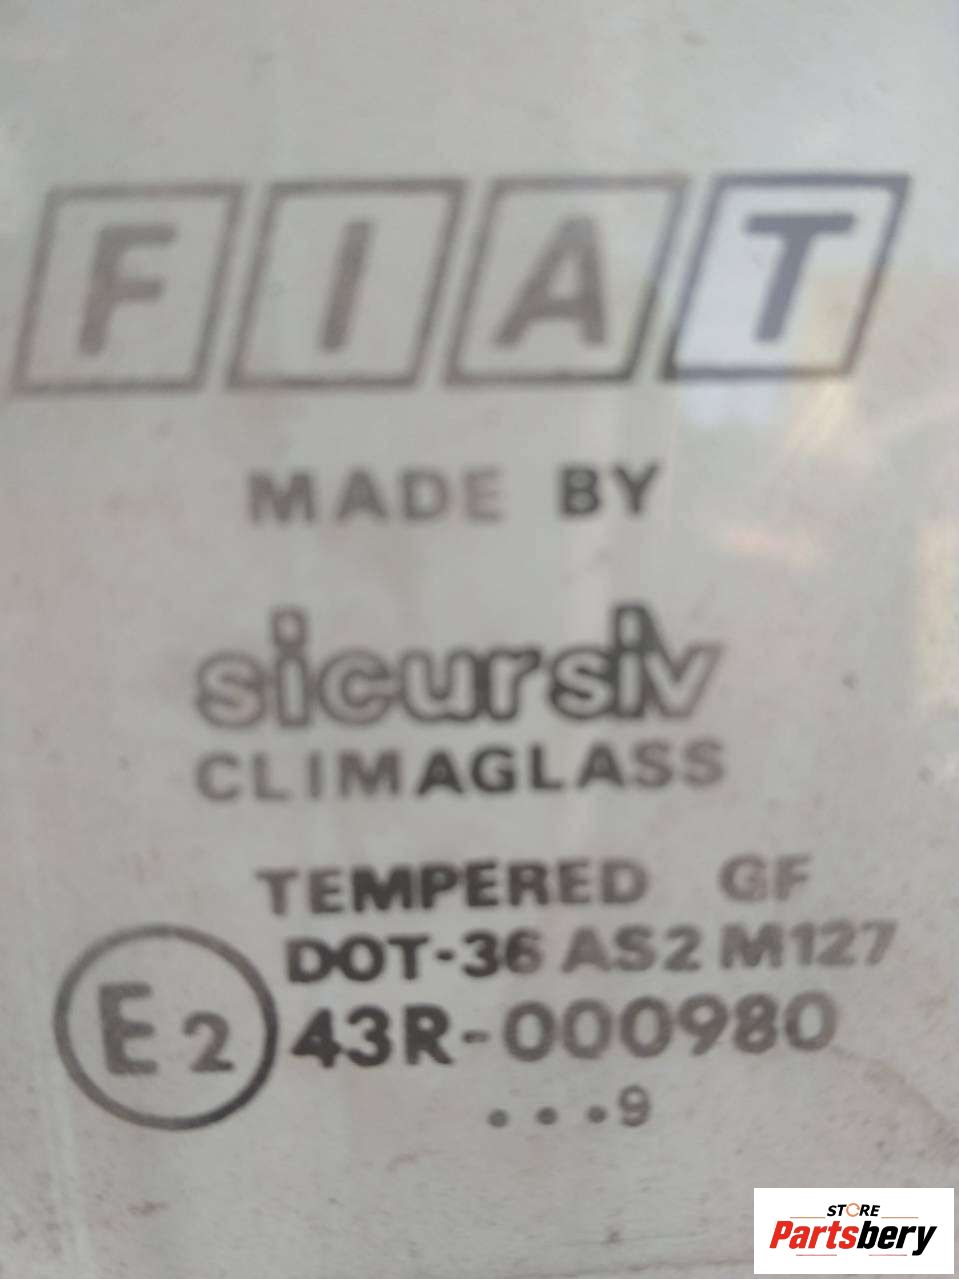 FIAT
MADE BY
sicursiv
CLIMAGLASS
TEMPERED GF
DOT-36 AS2 M127
E2 43R-000980
...9
STORE
Partsbery